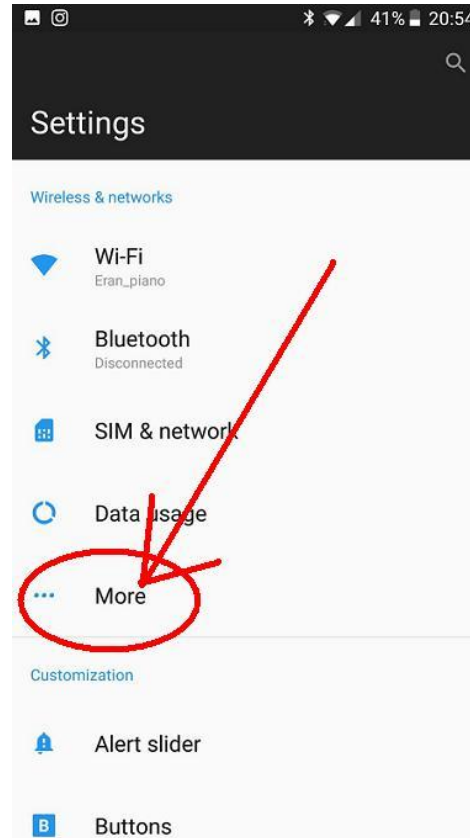 41% 20:54
Settings
Wireless & networks
Wi-Fi
Eran_piano
Bluetooth
Disconnected
SIM & network
Data usage
More
Customization
Alert slider
B Buttons